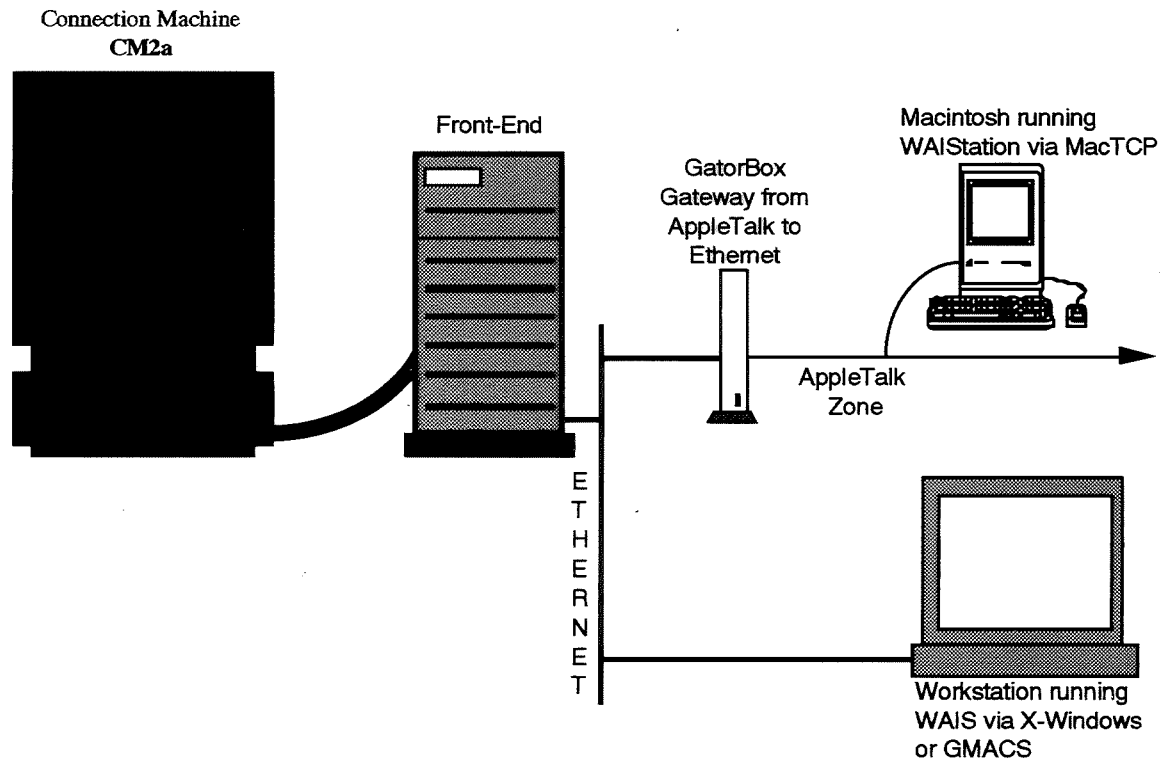 Connection Machine
CM2a
Front-End
GatorBox
Gateway from
AppleTalk to
Ethernet
Macintosh running
WAIStation via MacTCP
AppleTalk
Zone
ETHERNET
Workstation running
WAIS via X-Windows
or GMACS